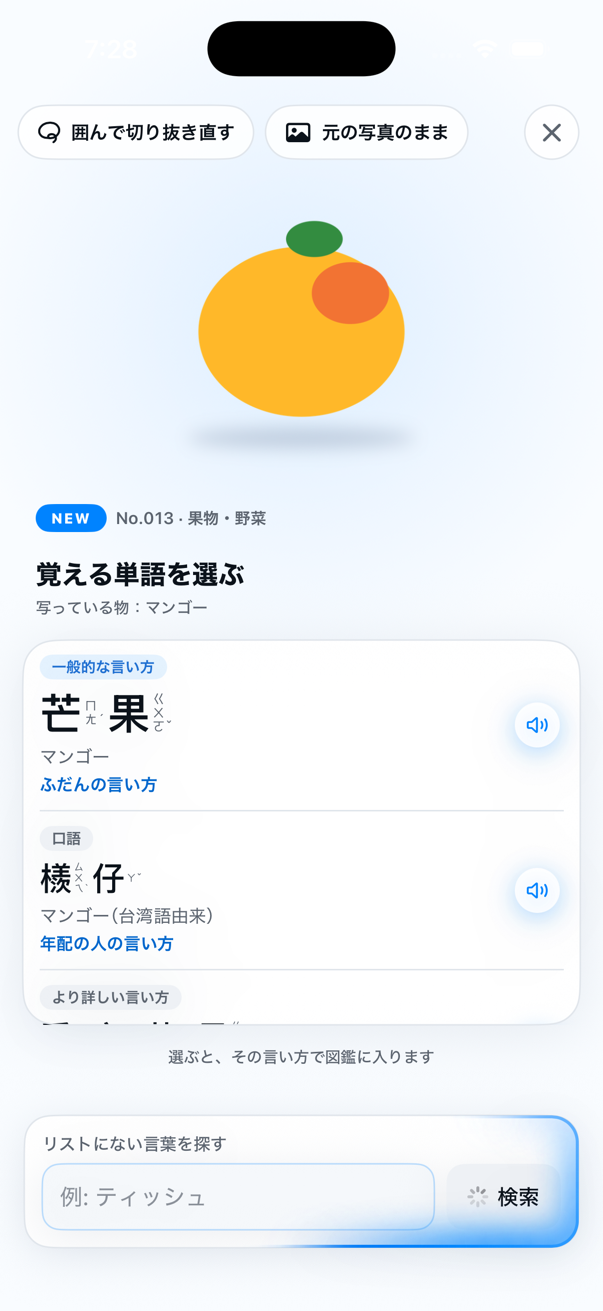 7:28
囲んで切り抜き直す
元の写真のまま
NEW No.013・果物・野菜
覚える単語を選ぶ
写っている物：マンゴー
一般的な言い方
芒ㄇㄤˊ果ㄍㄨㄛˇ
マンゴー
ふだんの言い方
口語
檨ㄙㄨㄟˋ仔ㄚˇ
マンゴー（台湾語由来）
年配の人の言い方
より詳しい言い方
選ぶと、その言い方で図鑑に入ります
リストにない言葉を探す
例: ティッシュ
検索